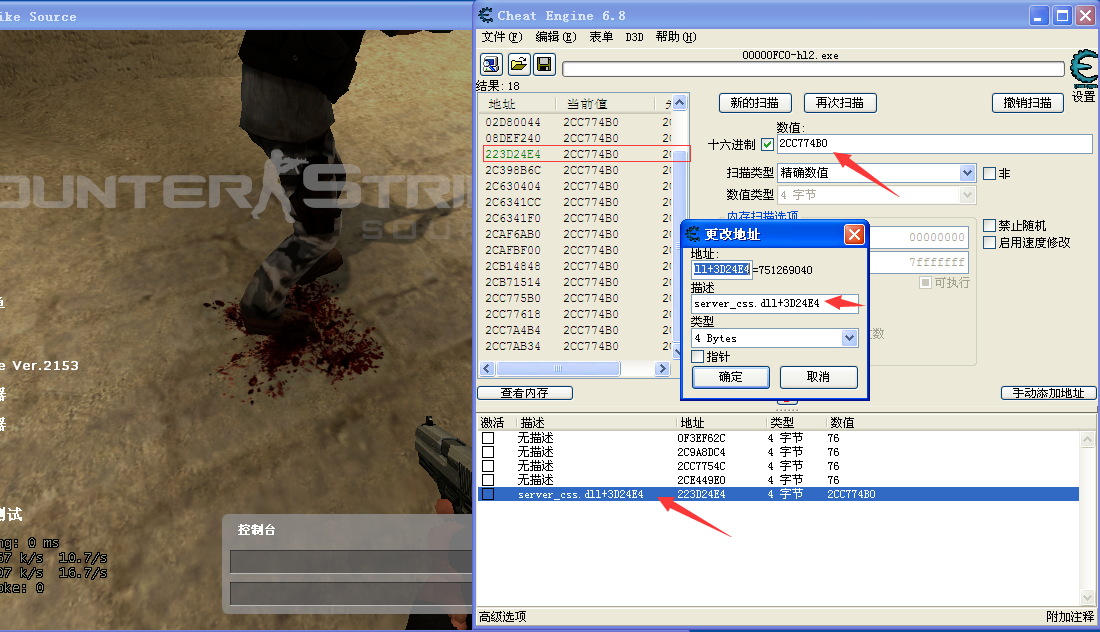 ike Source
Cheat Engine 6.8
文件(F) 编辑(E) 表单 D3D 帮助(H)
00000FC0-hl2.exe
设置
结果: 18
地址 当前值
02D80044 2CC774B0
08DEF240 2CC774B0
223D24E4 2CC774B0
2C398B6C 2CC774B0
2C630404 2CC774B0
2C6341CC 2CC774B0
2C6341F0 2CC774B0
2CAF6AB0 2CC774B0
2CAFBF00 2CC774B0
2CB14848 2CC774B0
2CB71514 2CC774B0
2CC775B0 2CC774B0
2CC77618 2CC774B0
2CC7A4B4 2CC774B0
2CC7AB34 2CC774B0
新的扫描 再次扫描 撤销扫描
数值:
十六进制 2CC774B0
扫描类型 精确数值 非
数值类型 4 字节
内存扫描选项
00000000
7fffffff
可执行
禁止随机
启用速度修改
更改地址
地址:
ll+3D24E4 =751269040
描述
server_css.dll+3D24E4
类型
4 Bytes
指针
确定 取消
查看内存 手动添加地址
激活 描述 地址 类型 数值
无描述 0F3EF62C 4 字节 76
无描述 2C9A8DC4 4 字节 76
无描述 2CC7754C 4 字节 76
无描述 2CE449E0 4 字节 76
server_css.dll+3D24E4 223D24E4 4 字节 2CC774B0
高级选项 附加注释
OUNTER STRI
SOU
e Ver.2153
器
器
测试
ng: 0 ms
67 k/s 10.7/s
07 k/s 16.7/s
oke: 0
控制台